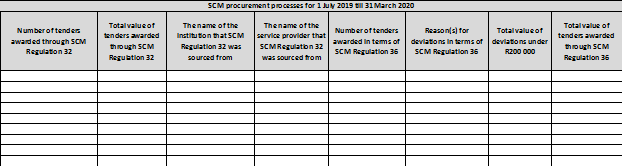 SCM procurement processes for 1 July 2019 till 31 March 2020
Number of tenders awarded through SCM Regulation 32
Total value of tenders awarded through SCM Regulation 32
The name of the Institution that SCM Regulation 32 was sourced from
The name of the service provider that SCM Regulation 32 was sourced from
Number of tenders awarded in terms of SCM Regulation 36
Reason(s) for deviations in terms of SCM Regulation 36
Total value of deviations under R200 000
Total value of tenders awarded through SCM Regulation 36